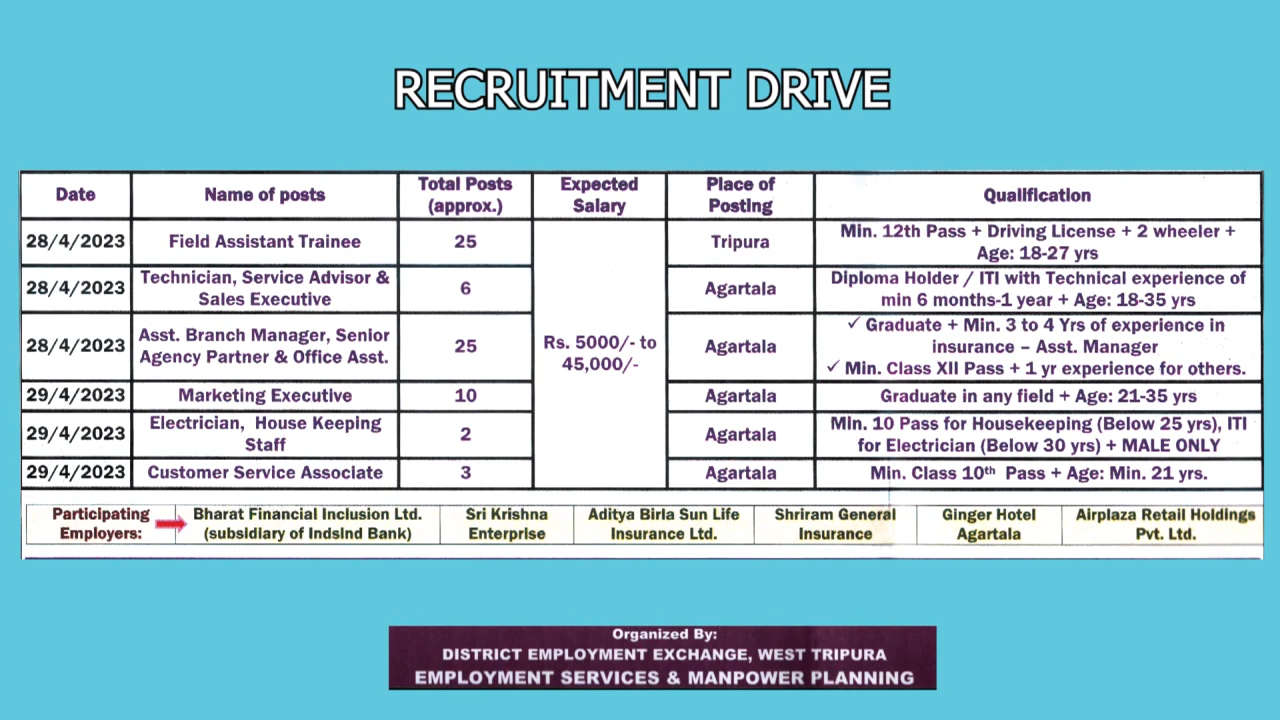 RECRUITMENT DRIVE
Date Name of posts Total Posts (approx.) Expected Salary Place of Posting Qualification
28/4/2023 Field Assistant Trainee 25 Tripura Min. 12th Pass + Driving License + 2 wheeler +
Age: 18-27 yrs
28/4/2023 Technician, Service Advisor & 6 Agartala Diploma Holder / ITI with Technical experience of
Sales Executive min 6 months-1 year + Age: 18-35 yrs
Rs. 5000/- to
45,000/-
28/4/2023 Asst. Branch Manager, Senior 25 Agartala ✓ Graduate + Min. 3 to 4 Yrs of experience in
Agency Partner & Office Asst. insurance – Asst. Manager
✓ Min. Class XII Pass + 1 yr experience for others.
29/4/2023 Marketing Executive 10 Agartala Graduate in any field + Age: 21-35 yrs
29/4/2023 Electrician, House Keeping 2 Agartala Min. 10 Pass for Housekeeping (Below 25 yrs), ITI
Staff for Electrician (Below 30 yrs) + MALE ONLY
29/4/2023 Customer Service Associate 3 Agartala Min. Class 10th Pass + Age: Min. 21 yrs.
Participating Bharat Financial Inclusion Ltd. Sri Krishna Aditya Birla Sun Life Shriram General Ginger Hotel Airplaza Retail Holdings
Employers: (subsidiary of IndsInd Bank) Enterprise Insurance Ltd. Insurance Agartala Pvt. Ltd.
Organized By:
DISTRICT EMPLOYMENT EXCHANGE, WEST TRIPURA
EMPLOYMENT SERVICES & MANPOWER PLANNING